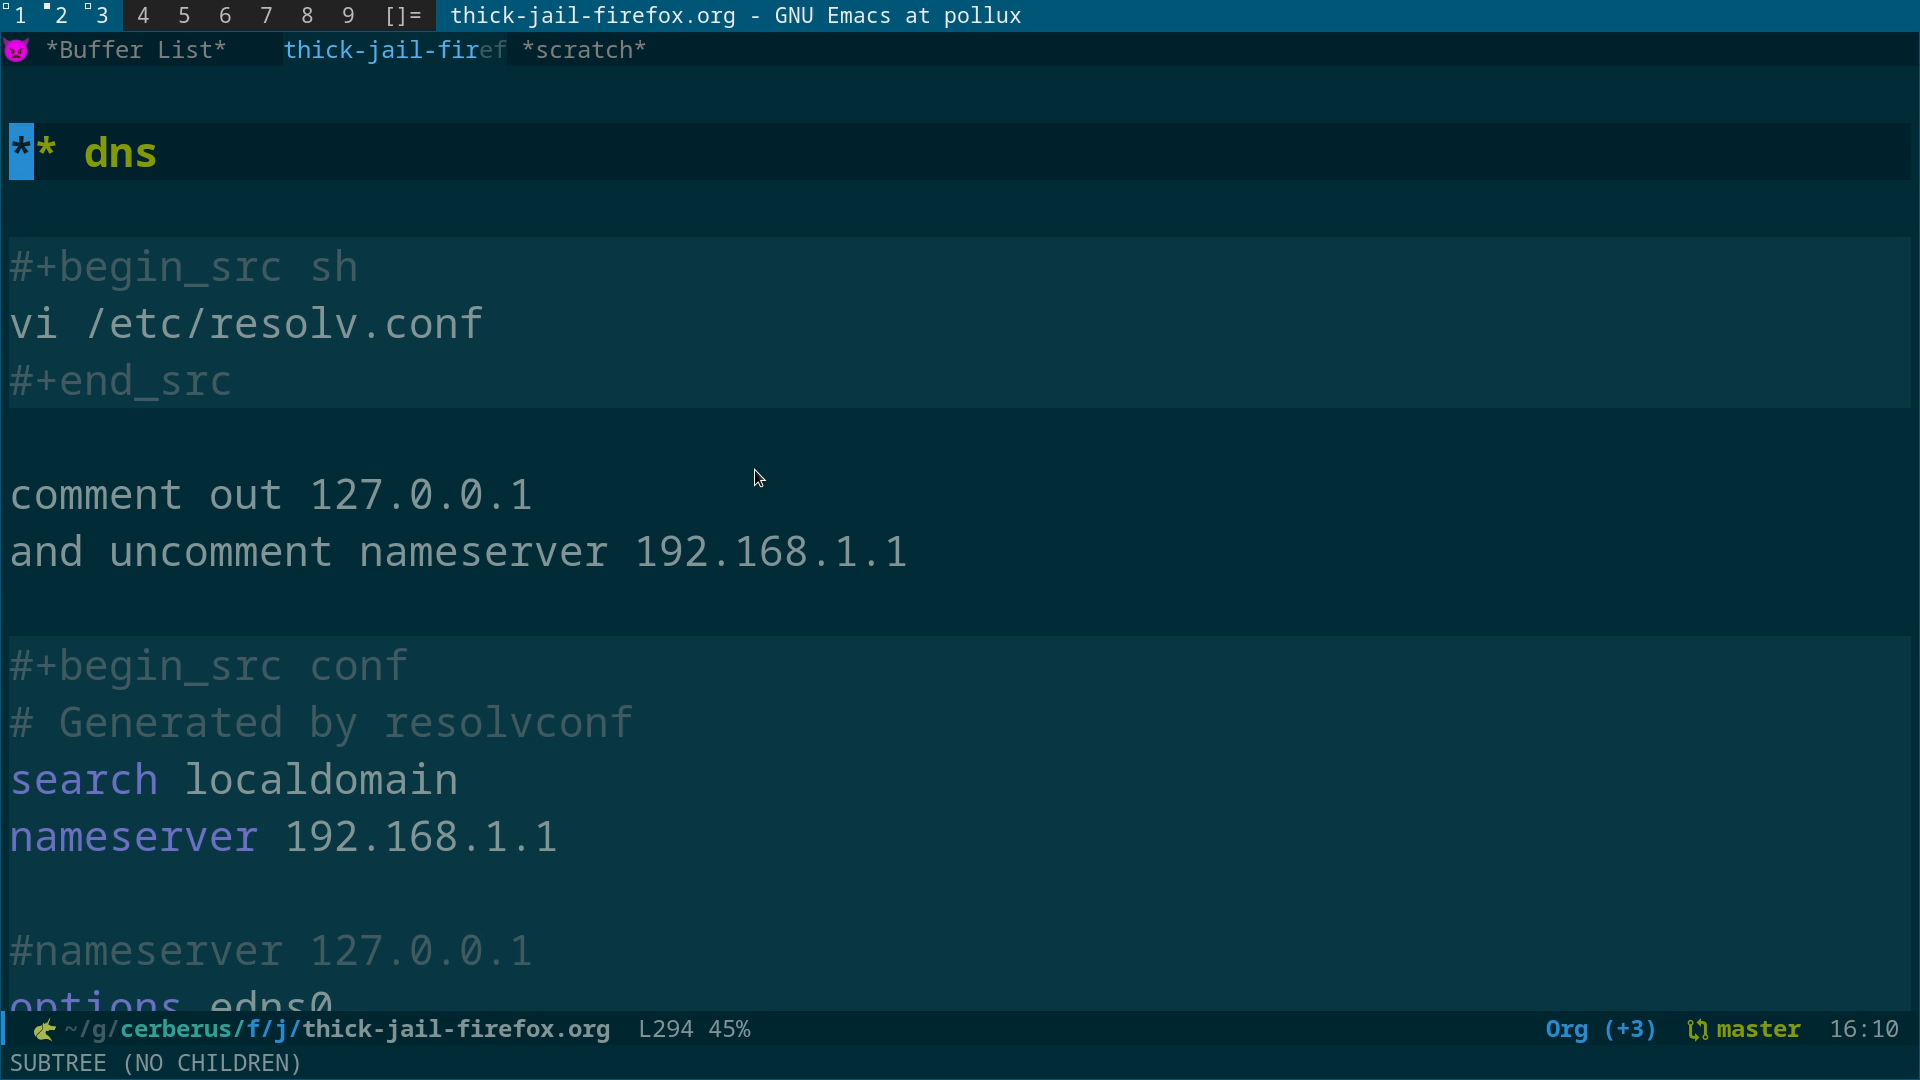 1 2 3 4 5 6 7 8 9 []= thick-jail-firefox.org - GNU Emacs at pollux
*Buffer List* thick-jail-firef *scratch*
** dns
#+begin_src sh
vi /etc/resolv.conf
#+end_src
comment out 127.0.0.1
and uncomment nameserver 192.168.1.1
#+begin_src conf
# Generated by resolvconf
search localdomain
nameserver 192.168.1.1
#nameserver 127.0.0.1
options edns0
~/g/cerberus/f/j/thick-jail-firefox.org L294 45% Org (+3) master 16:10
SUBTREE (NO CHILDREN)